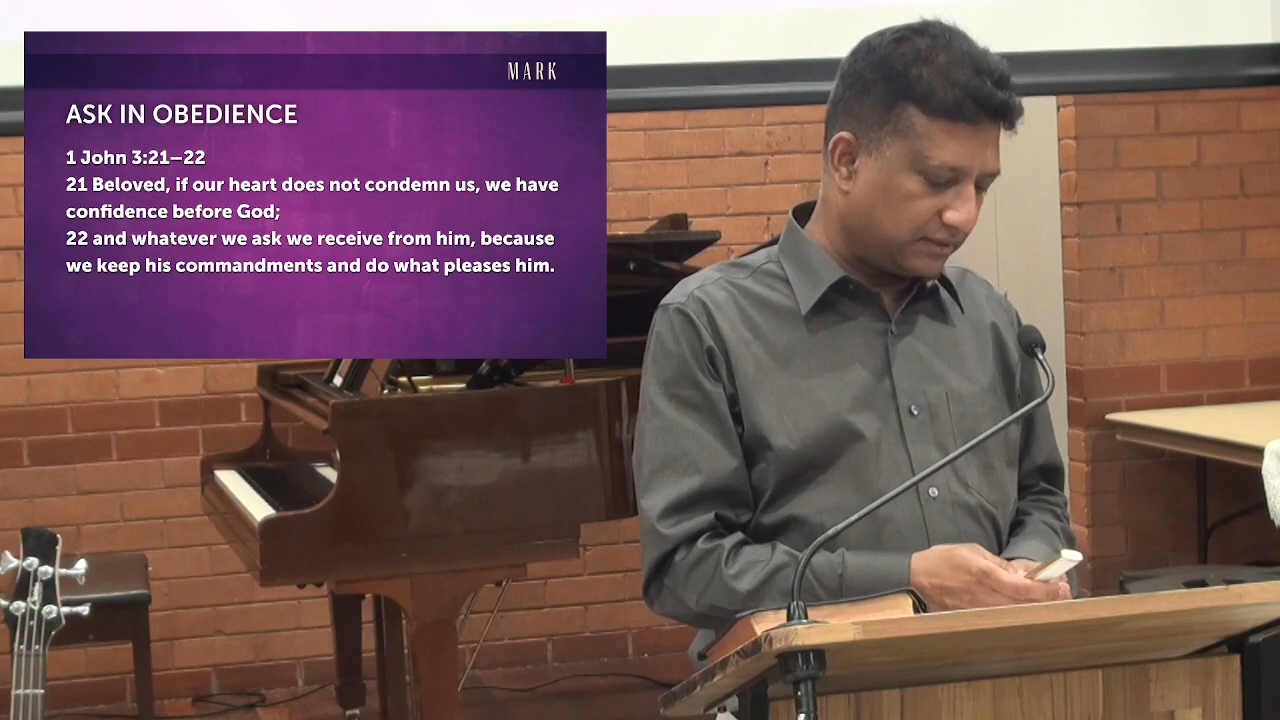 MARK
ASK IN OBEDIENCE
1 John 3:21–22
21 Beloved, if our heart does not condemn us, we have
confidence before God;
22 and whatever we ask we receive from him, because
we keep his commandments and do what pleases him.